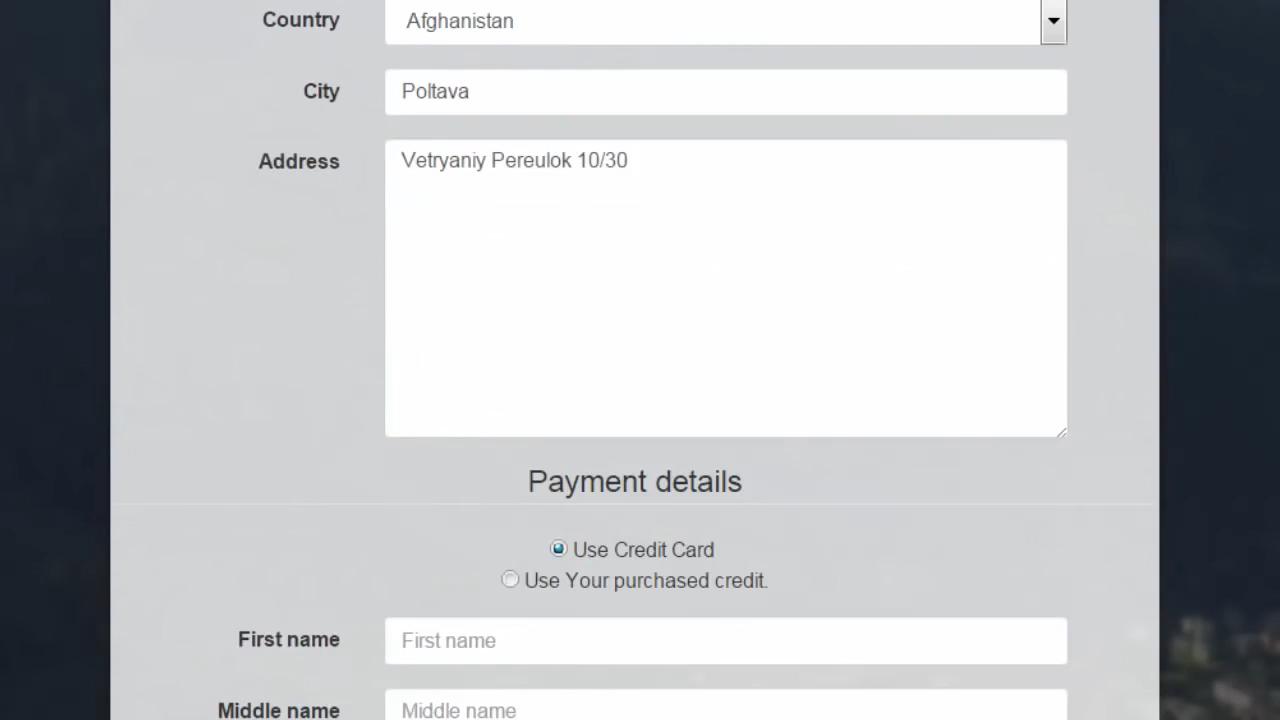 Country
Afghanistan
City
Poltava
Address
Vetryaniy Pereulok 10/30
Payment details
Use Credit Card
Use Your purchased credit.
First name
First name
Middle name
Middle name